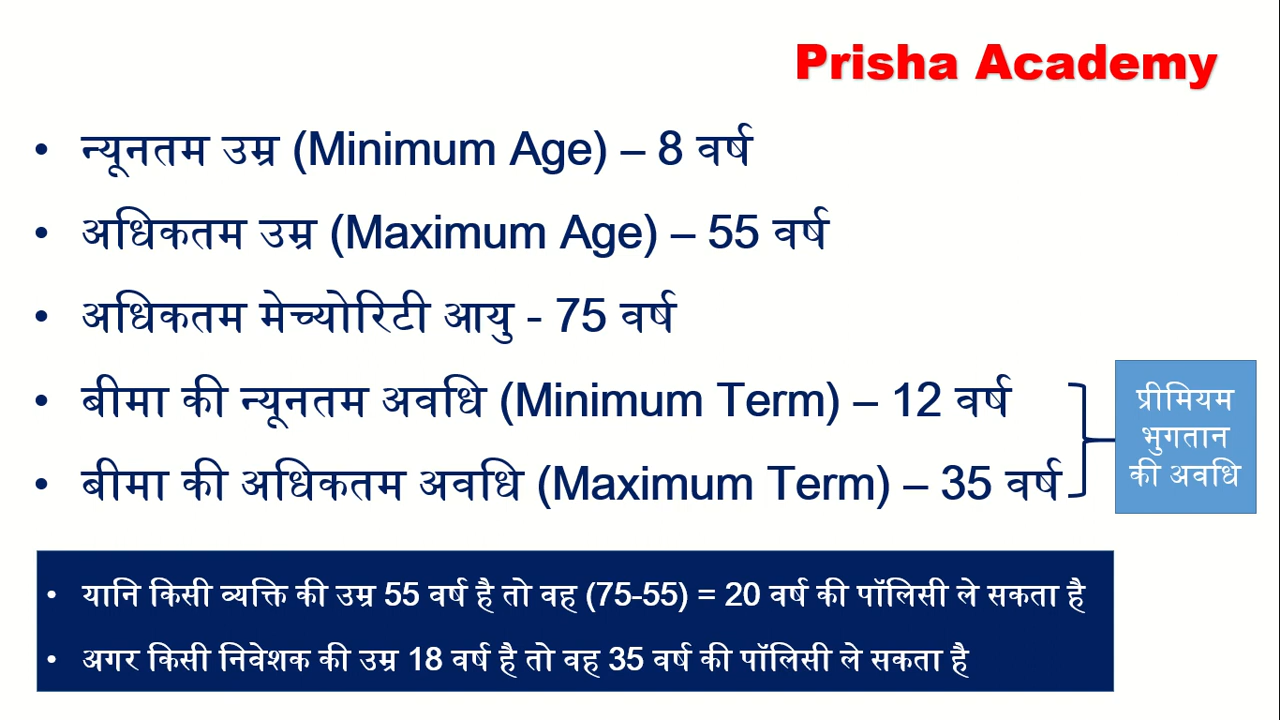 Prisha Academy
• न्यूनतम उम्र (Minimum Age) – 8 वर्ष
• अधिकतम उम्र (Maximum Age) – 55 वर्ष
• अधिकतम मेच्योरिटी आयु - 75 वर्ष
• बीमा की न्यूनतम अवधि (Minimum Term) – 12 वर्ष
• बीमा की अधिकतम अवधि (Maximum Term) – 35 वर्ष
प्रीमियम
भुगतान
की अवधि
• यानि किसी व्यक्ति की उम्र 55 वर्ष है तो वह (75-55) = 20 वर्ष की पॉलिसी ले सकता है
• अगर किसी निवेशक की उम्र 18 वर्ष है तो वह 35 वर्ष की पॉलिसी ले सकता है